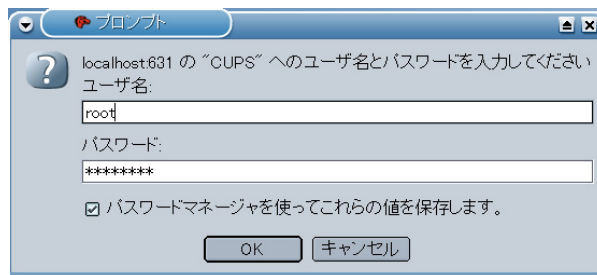 プロンプト
localhost:631 の "CUPS" へのユーザ名とパスワードを入力してください
ユーザ名:
root
パスワード:
********
パスワードマネージャを使ってこれらの値を保存します。
OK キャンセル